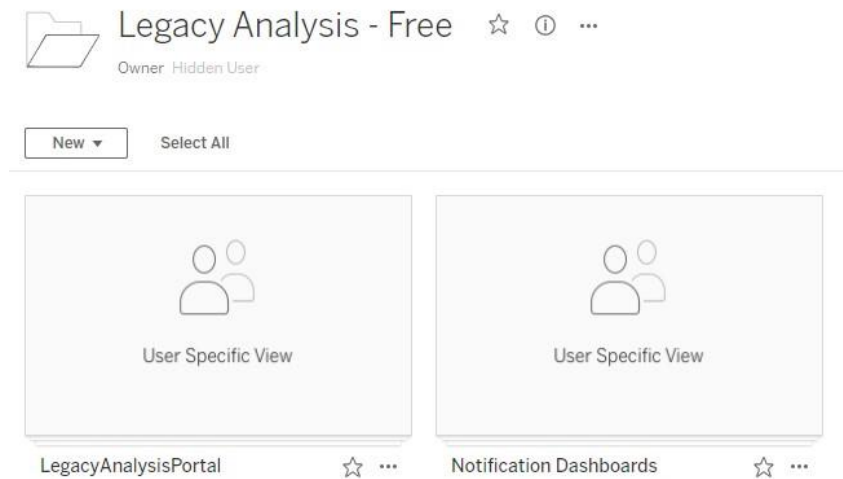 Legacy Analysis - Free
Owner Hidden User
New
Select All
User Specific View
User Specific View
LegacyAnalysisPortal
Notification Dashboards